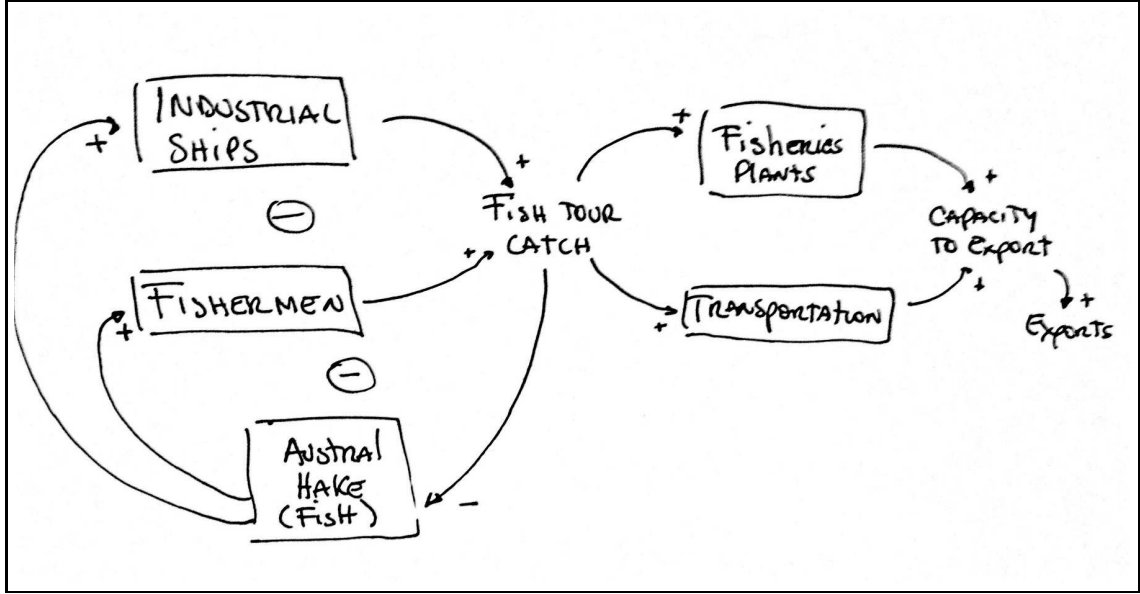 INDUSTRIAL
SHIPS
+
+
FISH TOUR
CATCH
+
Fisheries
PLANTS
+
CAPACITY
TO Export
+
Exports
+
TRANSPORTATION
+
−
+
FISHERMEN
+
−
Austral
HAKE
(FISH)
−